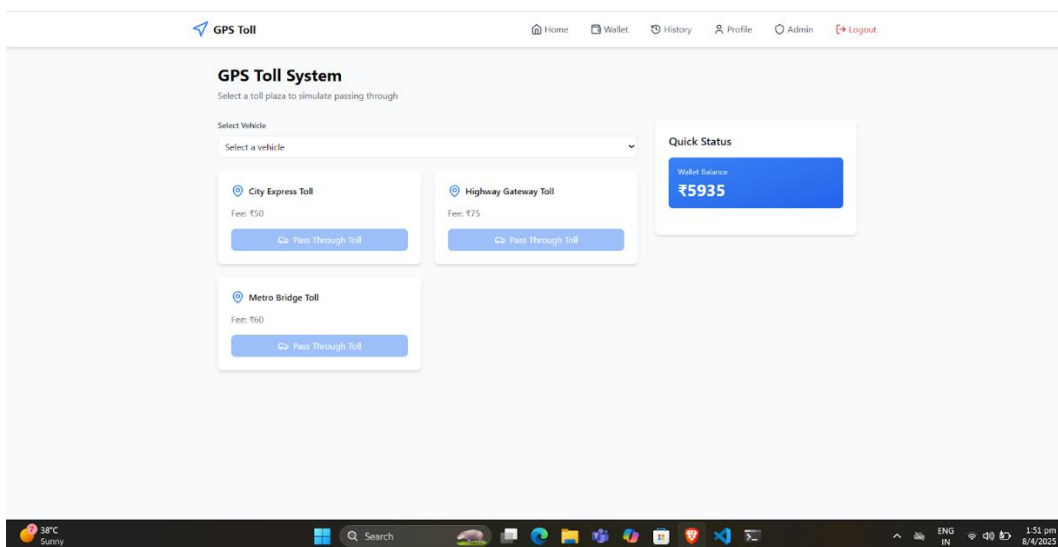 GPS Toll
Home Wallet History Profile Admin Logout
GPS Toll System
Select a toll plaza to simulate passing through
Select Vehicle
Select a vehicle
City Express Toll
Fee: ₹50
Pass Through Toll
Highway Gateway Toll
Fee: ₹75
Pass Through Toll
Metro Bridge Toll
Fee: ₹60
Pass Through Toll
Quick Status
Wallet Balance
₹5935
7
38°C
Sunny
Search
ENG
IN
1:51 pm
8/4/2025